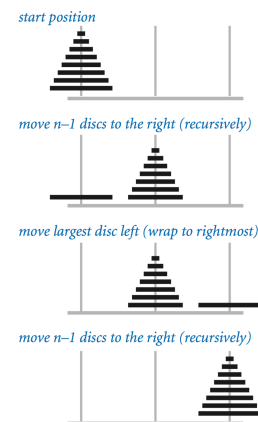 start position
move n–1 discs to the right (recursively)
move largest disc left (wrap to rightmost)
move n–1 discs to the right (recursively)